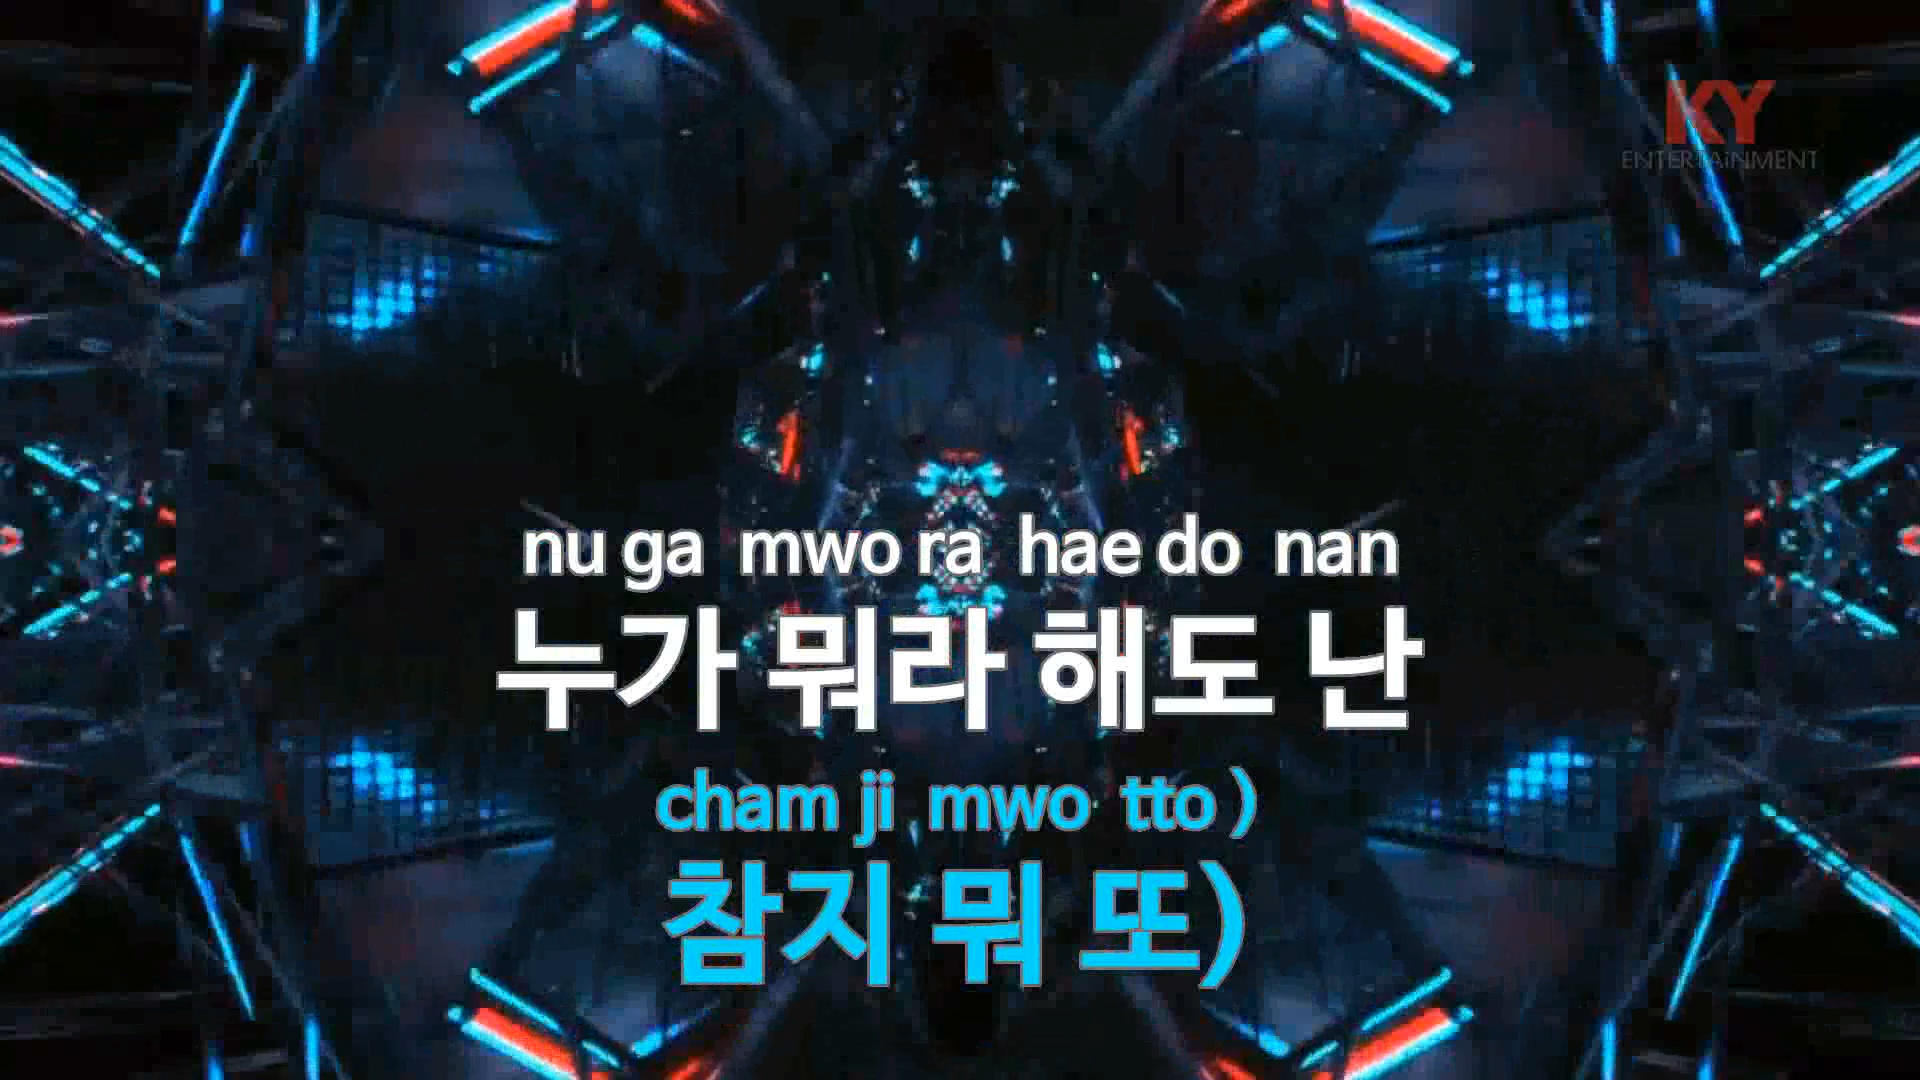 KY
ENTERTAiNMENT
nu ga mwo ra hae do nan
누가 뭐라 해도 난
cham ji mwo tto )
참지 뭐 또)